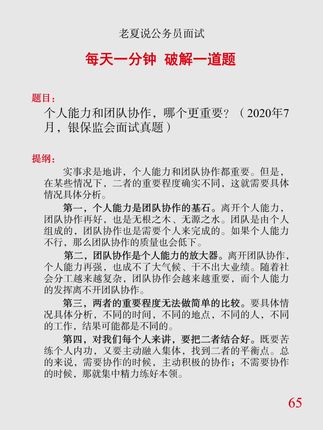 老夏说公务员面试
每天一分钟 破解一道题
题目：
个人能力和团队协作，哪个更重要？（2020年7
月，银保监会面试真题）
提纲：
实事求是地讲，个人能力和团队协作都重要。但是，
在某些情况下，二者的重要程度确实不同，这就需要具体
情况具体分析。
第一，个人能力是团队协作的基石。离开个人能力，
团队协作再好，也是无根之木、无源之水。团队是由个人
组成的，团队协作也是需要个人来完成的。如果个人能力
不行，那么团队协作的质量也会低下。
第二，团队协作是个人能力的放大器。离开团队协作，
个人能力再强，也成不了大气候、干不出大业绩。随着社
会分工越来越复杂，团队协作会越来越重要，而个人能力
的发挥离不开团队协作。
第三，两者的重要程度无法做简单的比较。要具体情
况具体分析，不同的时间，不同的地点，不同的人，不同
的工作，结果可能都是不同的。
第四，对我们每个人来讲，要把二者结合好。既要苦
练个人内功，又要主动融入集体，找到二者的平衡点。总
的来说，需要协作的时候，主动积极的协作；不需要协作
的时候，那就集中精力练好本领。
65